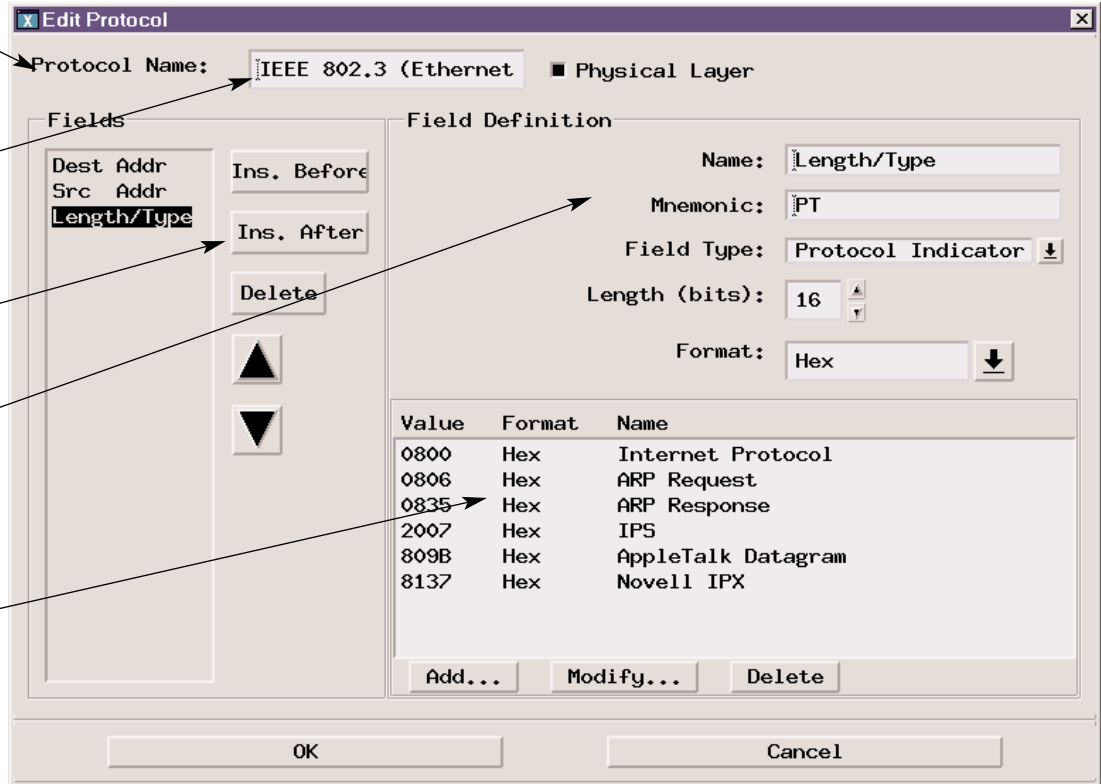 X Edit Protocol x
Protocol Name: IEEE 802.3 (Ethernet Physical Layer
Fields
Dest Addr
Src Addr
Length/Type
Ins. Before
Ins. After
Delete
Field Definition
Name: Length/Type
Mnemonic: PT
Field Type: Protocol Indicator
Length (bits): 16
Format: Hex
Value Format Name
0800 Hex Internet Protocol
0806 Hex ARP Request
0835 Hex ARP Response
2007 Hex IPS
809B Hex AppleTalk Datagram
8137 Hex Novell IPX
Add... Modify... Delete
OK Cancel